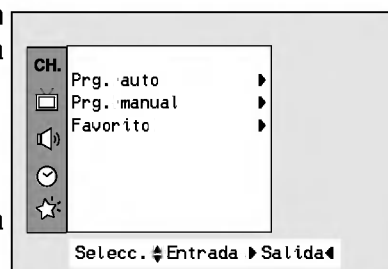 n
a
CH.
Prg. auto
Prg. manual
Favorito
a
Selecc. Entrada Salida